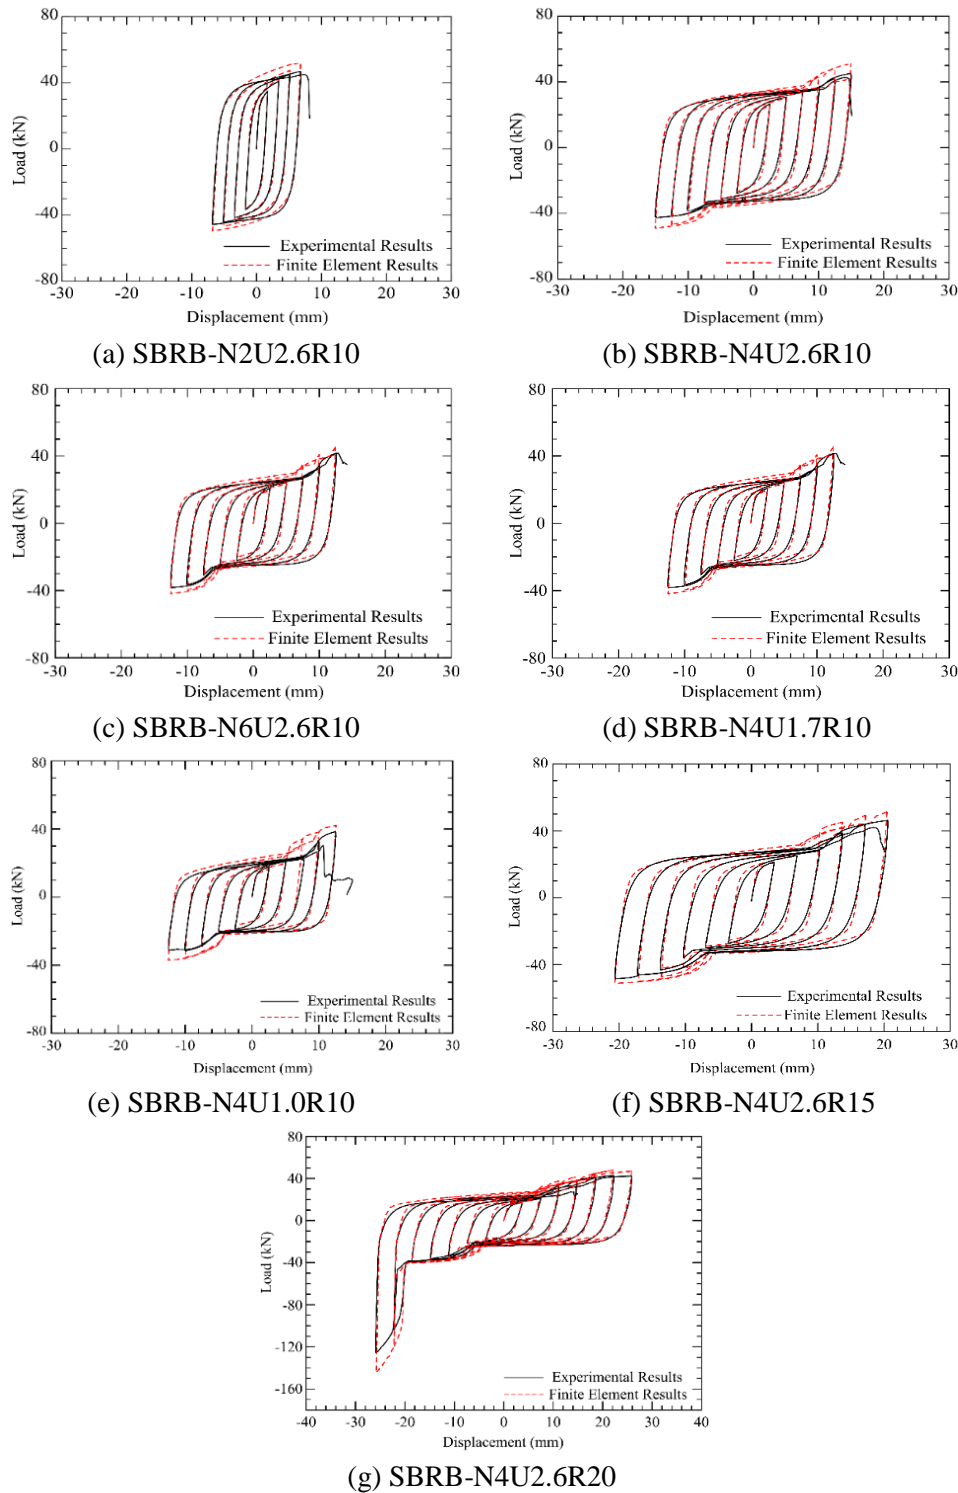 80
40
0
-40
-80
Load (kN)
Experimental Results
Finite Element Results
-30 -20 -10 0 10 20 30
Displacement (mm)
(a) SBRB-N2U2.6R10
80
40
0
-40
-80
Load (kN)
Experimental Results
Finite Element Results
-30 -20 -10 0 10 20 30
Displacement (mm)
(b) SBRB-N4U2.6R10
80
40
0
-40
-80
Load (kN)
Experimental Results
Finite Element Results
-30 -20 -10 0 10 20 30
Displacement (mm)
(c) SBRB-N6U2.6R10
80
40
0
-40
-80
Load (kN)
Experimental Results
Finite Element Results
-30 -20 -10 0 10 20 30
Displacement (mm)
(d) SBRB-N4U1.7R10
80
40
0
-40
-80
Load (kN)
Experimental Results
Finite Element Results
-30 -20 -10 0 10 20 30
Displacement (mm)
(e) SBRB-N4U1.0R10
80
40
0
-40
-80
Load (kN)
Experimental Results
Finite Element Results
-30 -20 -10 0 10 20 30
Displacement (mm)
(f) SBRB-N4U2.6R15
80
40
0
-40
-80
-120
-160
Load (kN)
Experimental Results
Finite Element Results
-40 -30 -20 -10 0 10 20 30 40
Displacement (mm)
(g) SBRB-N4U2.6R20